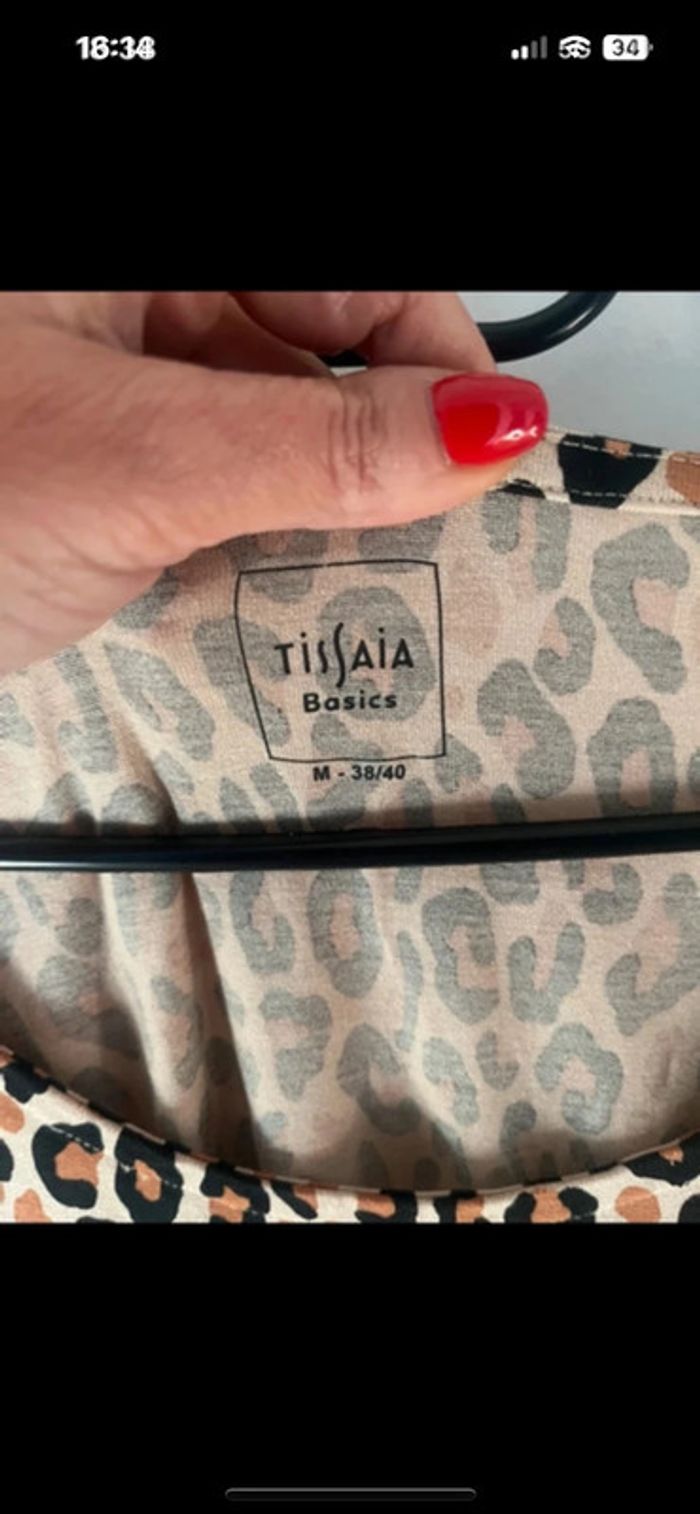 34
TiSSAiA
Basics
M - 38/40